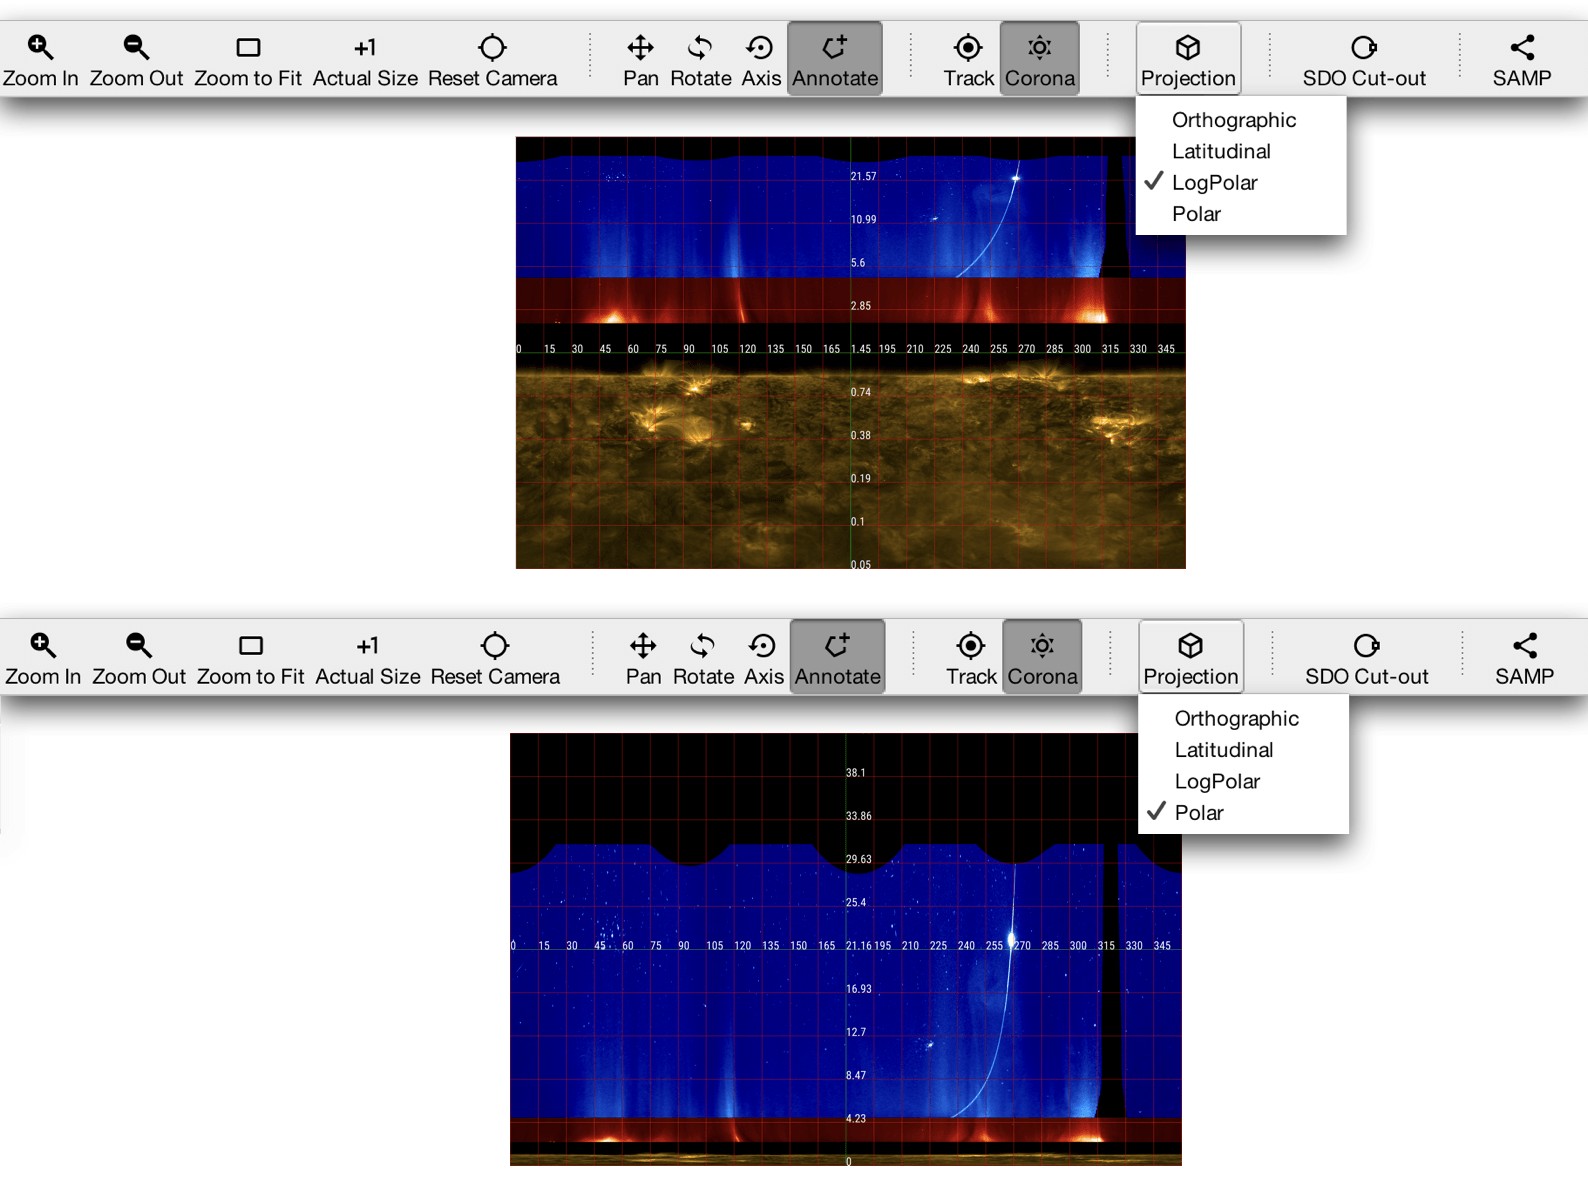 Zoom In Zoom Out Zoom to Fit Actual Size Reset Camera Pan Rotate Axis Annotate Track Corona Projection SDO Cut-out SAMP
Orthographic
Latitudinal
LogPolar
Polar
21.57
10.99
5.6
2.85
0 15 30 45 60 75 90 105 120 135 150 165 1.45 195 210 225 240 255 270 285 300 315 330 345
0.74
0.38
0.19
0.1
0.05
Zoom In Zoom Out Zoom to Fit Actual Size Reset Camera Pan Rotate Axis Annotate Track Corona Projection SDO Cut-out SAMP
Orthographic
Latitudinal
LogPolar
Polar
38.1
33.86
29.63
25.4
0 15 30 45 60 75 90 105 120 135 150 165 21.16 195 210 225 240 255 270 285 300 315 330 345
16.93
12.7
8.47
4.23
0